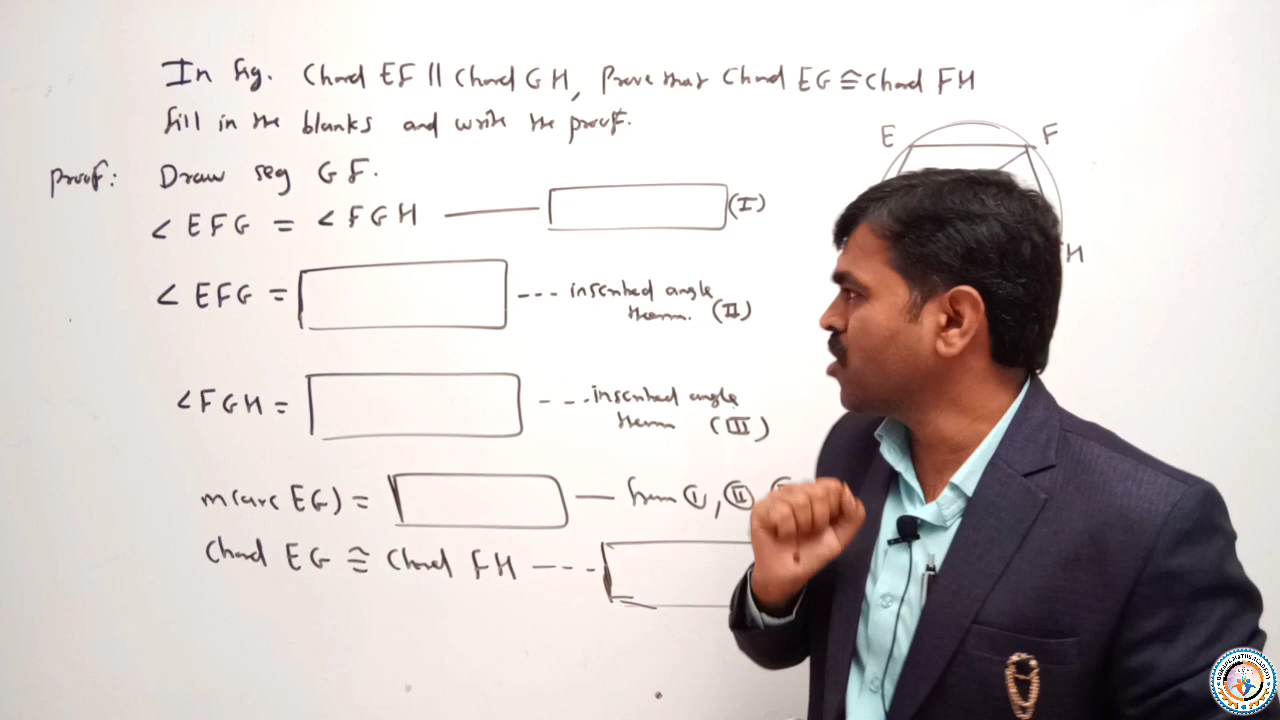 In fig. Chord EF || Chord GH, Prove that Chord EG ≅ Chord FH
fill in the blanks and write the proof.
Proof: Draw seg GF.
∠EFG = ∠FGH (I)
∠EFG = --- inscribed angle
theorem. (II)
∠FGH = --- inscribed angle
theorem (III)
m(arc EG) = — from Ⓘ, Ⓘⓘ
Chord EG ≅ Chord FH ---
E F
H